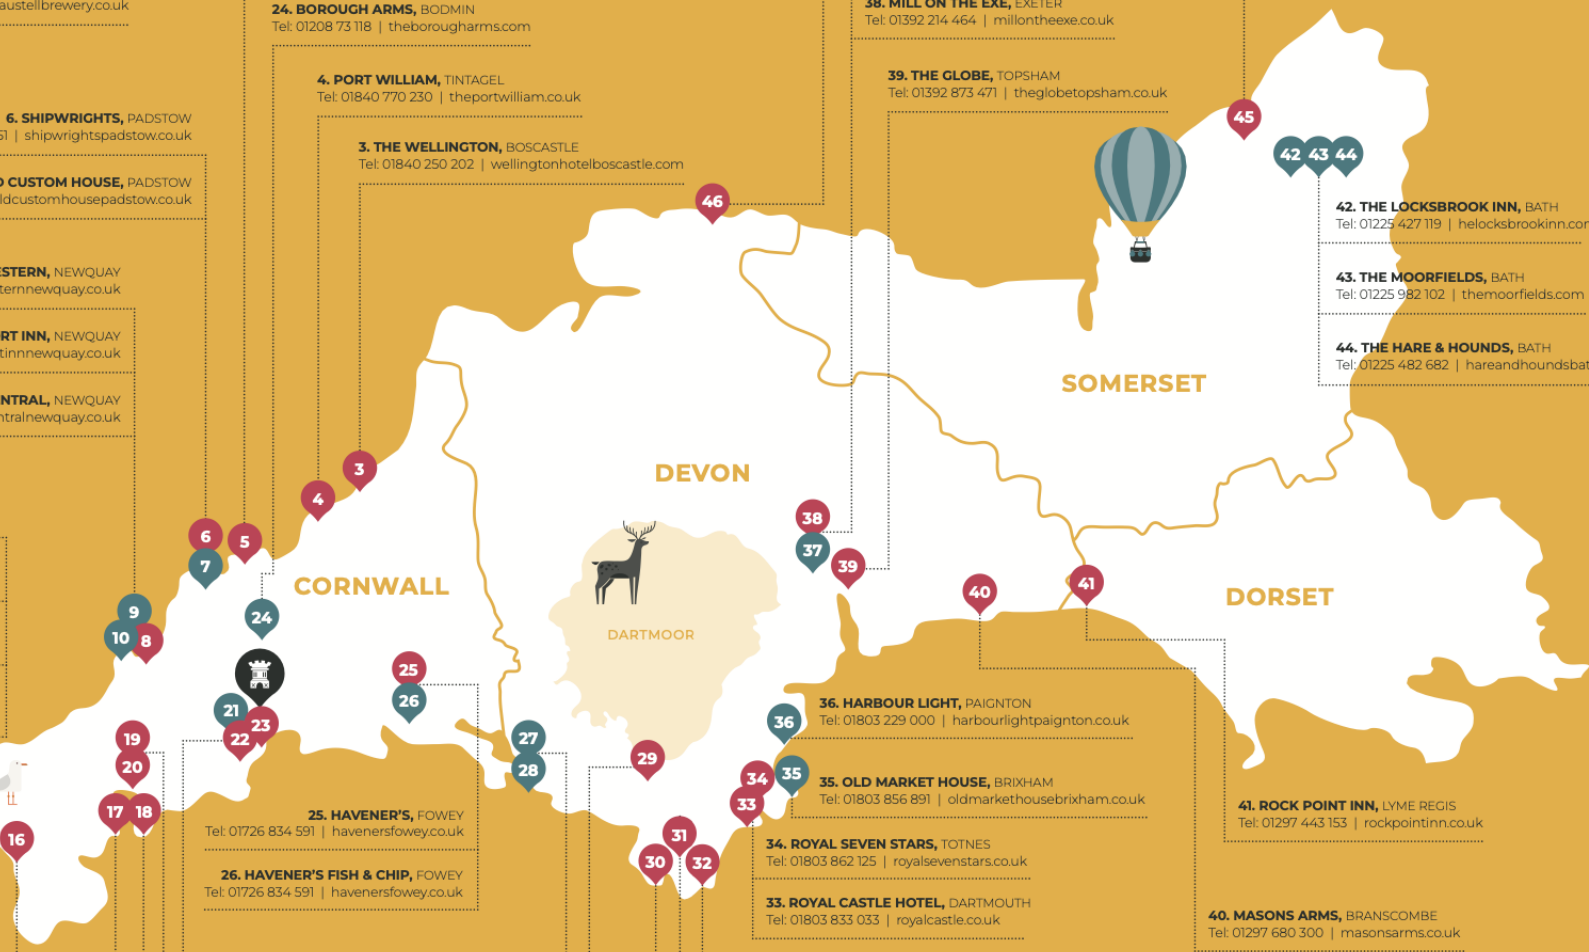 austellbrewery.co.uk
24. BOROUGH ARMS, BODMIN
Tel: 01208 73 118 | theborougharms.com
4. PORT WILLIAM, TINTAGEL
Tel: 01840 770 230 | theportwilliam.co.uk
3. THE WELLINGTON, BOSCASTLE
Tel: 01840 250 202 | wellingtonhotelboscastle.com
38. MILL ON THE EXE, EXETER
Tel: 01392 214 464 | millontheexe.co.uk
39. THE GLOBE, TOPSHAM
Tel: 01392 873 471 | theglobetopsham.co.uk
6. SHIPWRIGHTS, PADSTOW
51 | shipwrightspadstow.co.uk
D CUSTOM HOUSE, PADSTOW
ldcustomhousepadstow.co.uk
ESTERN, NEWQUAY
ternnewquay.co.uk
RT INN, NEWQUAY
tinnnewquay.co.uk
NTRAL, NEWQUAY
ntralnewquay.co.uk
45
42 43 44
42. THE LOCKSBROOK INN, BATH
Tel: 01225 427 119 | helocksbrookinn.cor
43. THE MOORFIELDS, BATH
Tel: 01225 982 102 | themoorfields.com
44. THE HARE & HOUNDS, BATH
Tel: 01225 482 682 | hareandhoundsbat
46
SOMERSET
DEVON
3
4
6
5
7
38
37
39
CORNWALL
DARTMOOR
40
41
DORSET
9
10
8
24
25
26
21
23
22
19
20
17
18
16
27
28
29
36
35
34
33
31
30
32
36. HARBOUR LIGHT, PAIGNTON
Tel: 01803 229 000 | harbourlightpaignton.co.uk
35. OLD MARKET HOUSE, BRIXHAM
Tel: 01803 856 891 | oldmarkethousebrixham.co.uk
34. ROYAL SEVEN STARS, TOTNES
Tel: 01803 862 125 | royalsevenstars.co.uk
33. ROYAL CASTLE HOTEL, DARTMOUTH
Tel: 01803 833 033 | royalcastle.co.uk
25. HAVENER'S, FOWEY
Tel: 01726 834 591 | havenersfowey.co.uk
26. HAVENER'S FISH & CHIP, FOWEY
Tel: 01726 834 591 | havenersfowey.co.uk
41. ROCK POINT INN, LYME REGIS
Tel: 01297 443 153 | rockpointinn.co.uk
40. MASONS ARMS, BRANSCOMBE
Tel: 01297 680 300 | masonsarms.co.uk